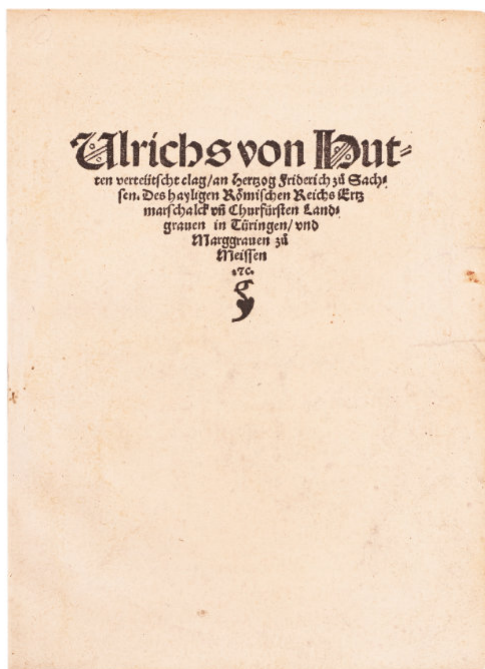 Ulrichs von Hut⸗
ten verteütscht clag/an Hertzog Friderich zů Sach⸗
sen. Des hayligen Römischen Reichs Ertz
marschalck vñ Churfürsten Land⸗
grauen in Türingen/ vnd
Marggrauen zů
Meissen
.ꝛc.